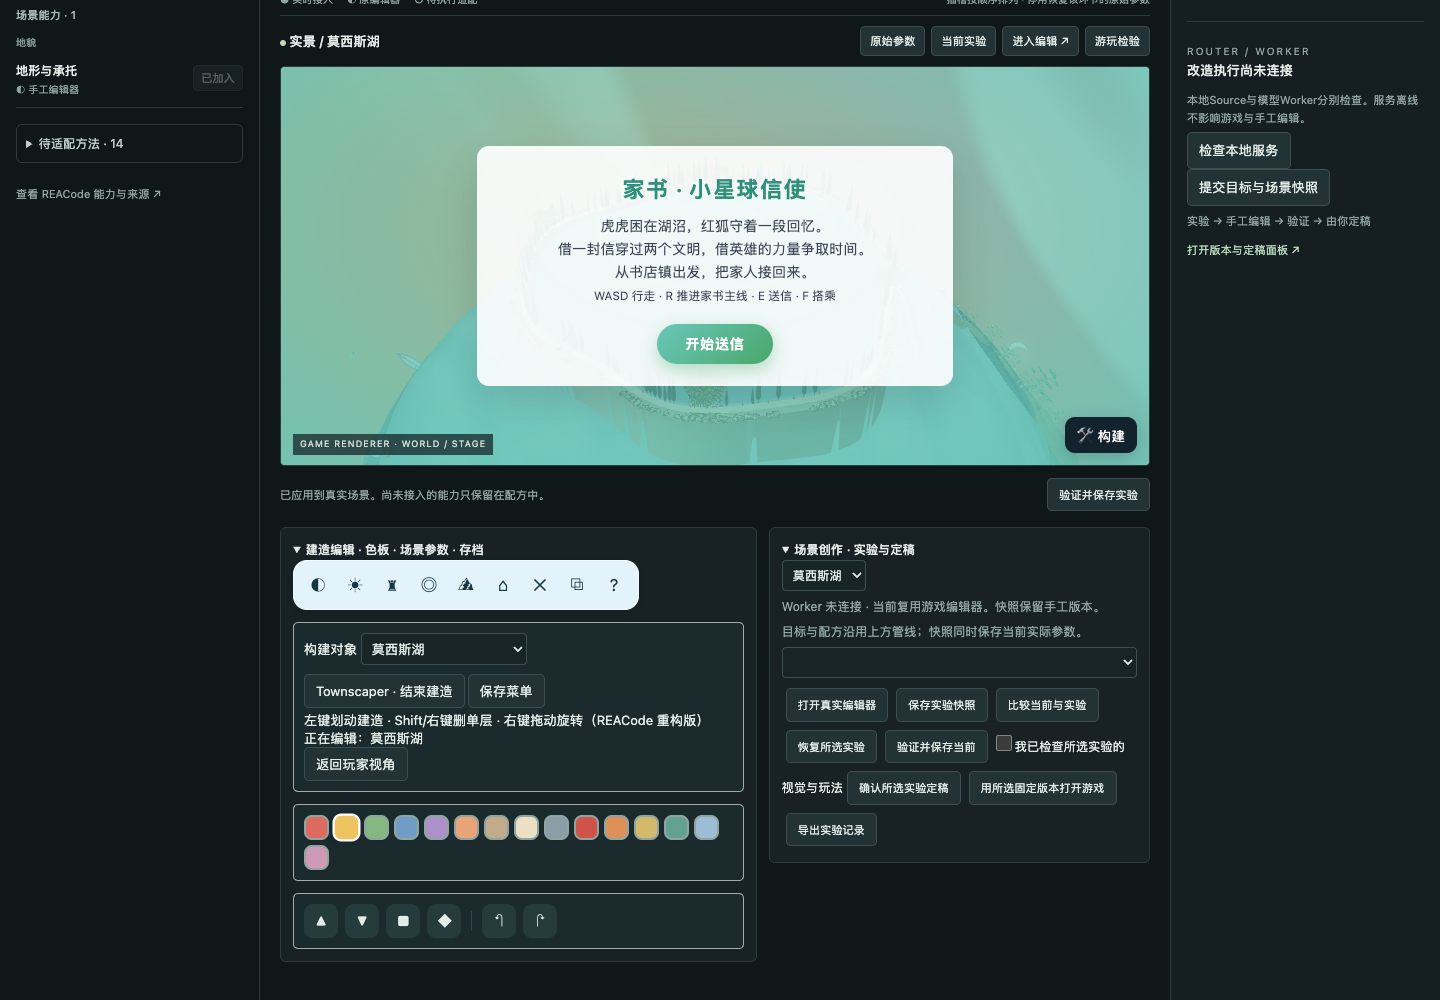 场景能力 · 1
地貌
地形与承托
◐ 手工编辑器
已加入
▶ 待适配方法 · 14
查看 REACode 能力与来源 ↗
实景 / 莫西斯湖
原始参数
当前实验
进入编辑 ↗
游玩检验
家书 · 小星球信使
虎虎困在湖沼，红狐守着一段回忆。
借一封信穿过两个文明，借英雄的力量争取时间。
从书店镇出发，把家人接回来。
WASD 行走 · R 推进家书主线 · E 送信 · F 搭乘
开始送信
GAME RENDERER · WORLD / STAGE
构建
已应用到真实场景。尚未接入的能力只保留在配方中。
验证并保存实验
▼ 建造编辑 · 色板 · 场景参数 · 存档
?
构建对象 莫西斯湖
Townscaper · 结束建造
保存菜单
左键划动建造 · Shift/右键删单层 · 右键拖动旋转（REACode 重构版）
正在编辑：莫西斯湖
返回玩家视角
▼ 场景创作 · 实验与定稿
莫西斯湖
Worker 未连接 · 当前复用游戏编辑器。快照保留手工版本。
目标与配方沿用上方管线；快照同时保存当前实际参数。
打开真实编辑器
保存实验快照
比较当前与实验
恢复所选实验
验证并保存当前
我已检查所选实验的
视觉与玩法
确认所选实验定稿
用所选固定版本打开游戏
导出实验记录
ROUTER / WORKER
改造执行尚未连接
本地Source与模型Worker分别检查。服务离线
不影响游戏与手工编辑。
检查本地服务
提交目标与场景快照
实验 → 手工编辑 → 验证 → 由你定稿
打开版本与定稿面板 ↗